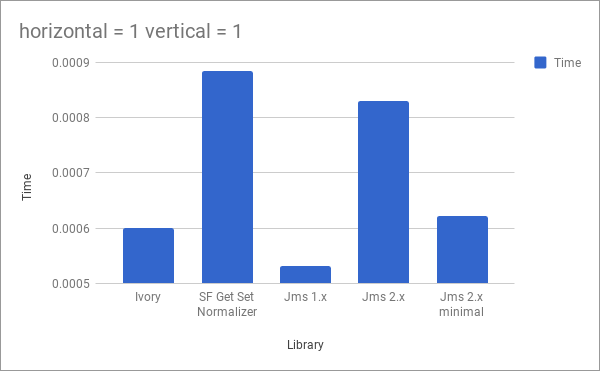 horizontal = 1 vertical = 1
0.0009
0.0008
0.0007
0.0006
0.0005
Time
Time
Ivory
SF Get Set
Normalizer
Jms 1.x
Jms 2.x
Jms 2.x
minimal
Library